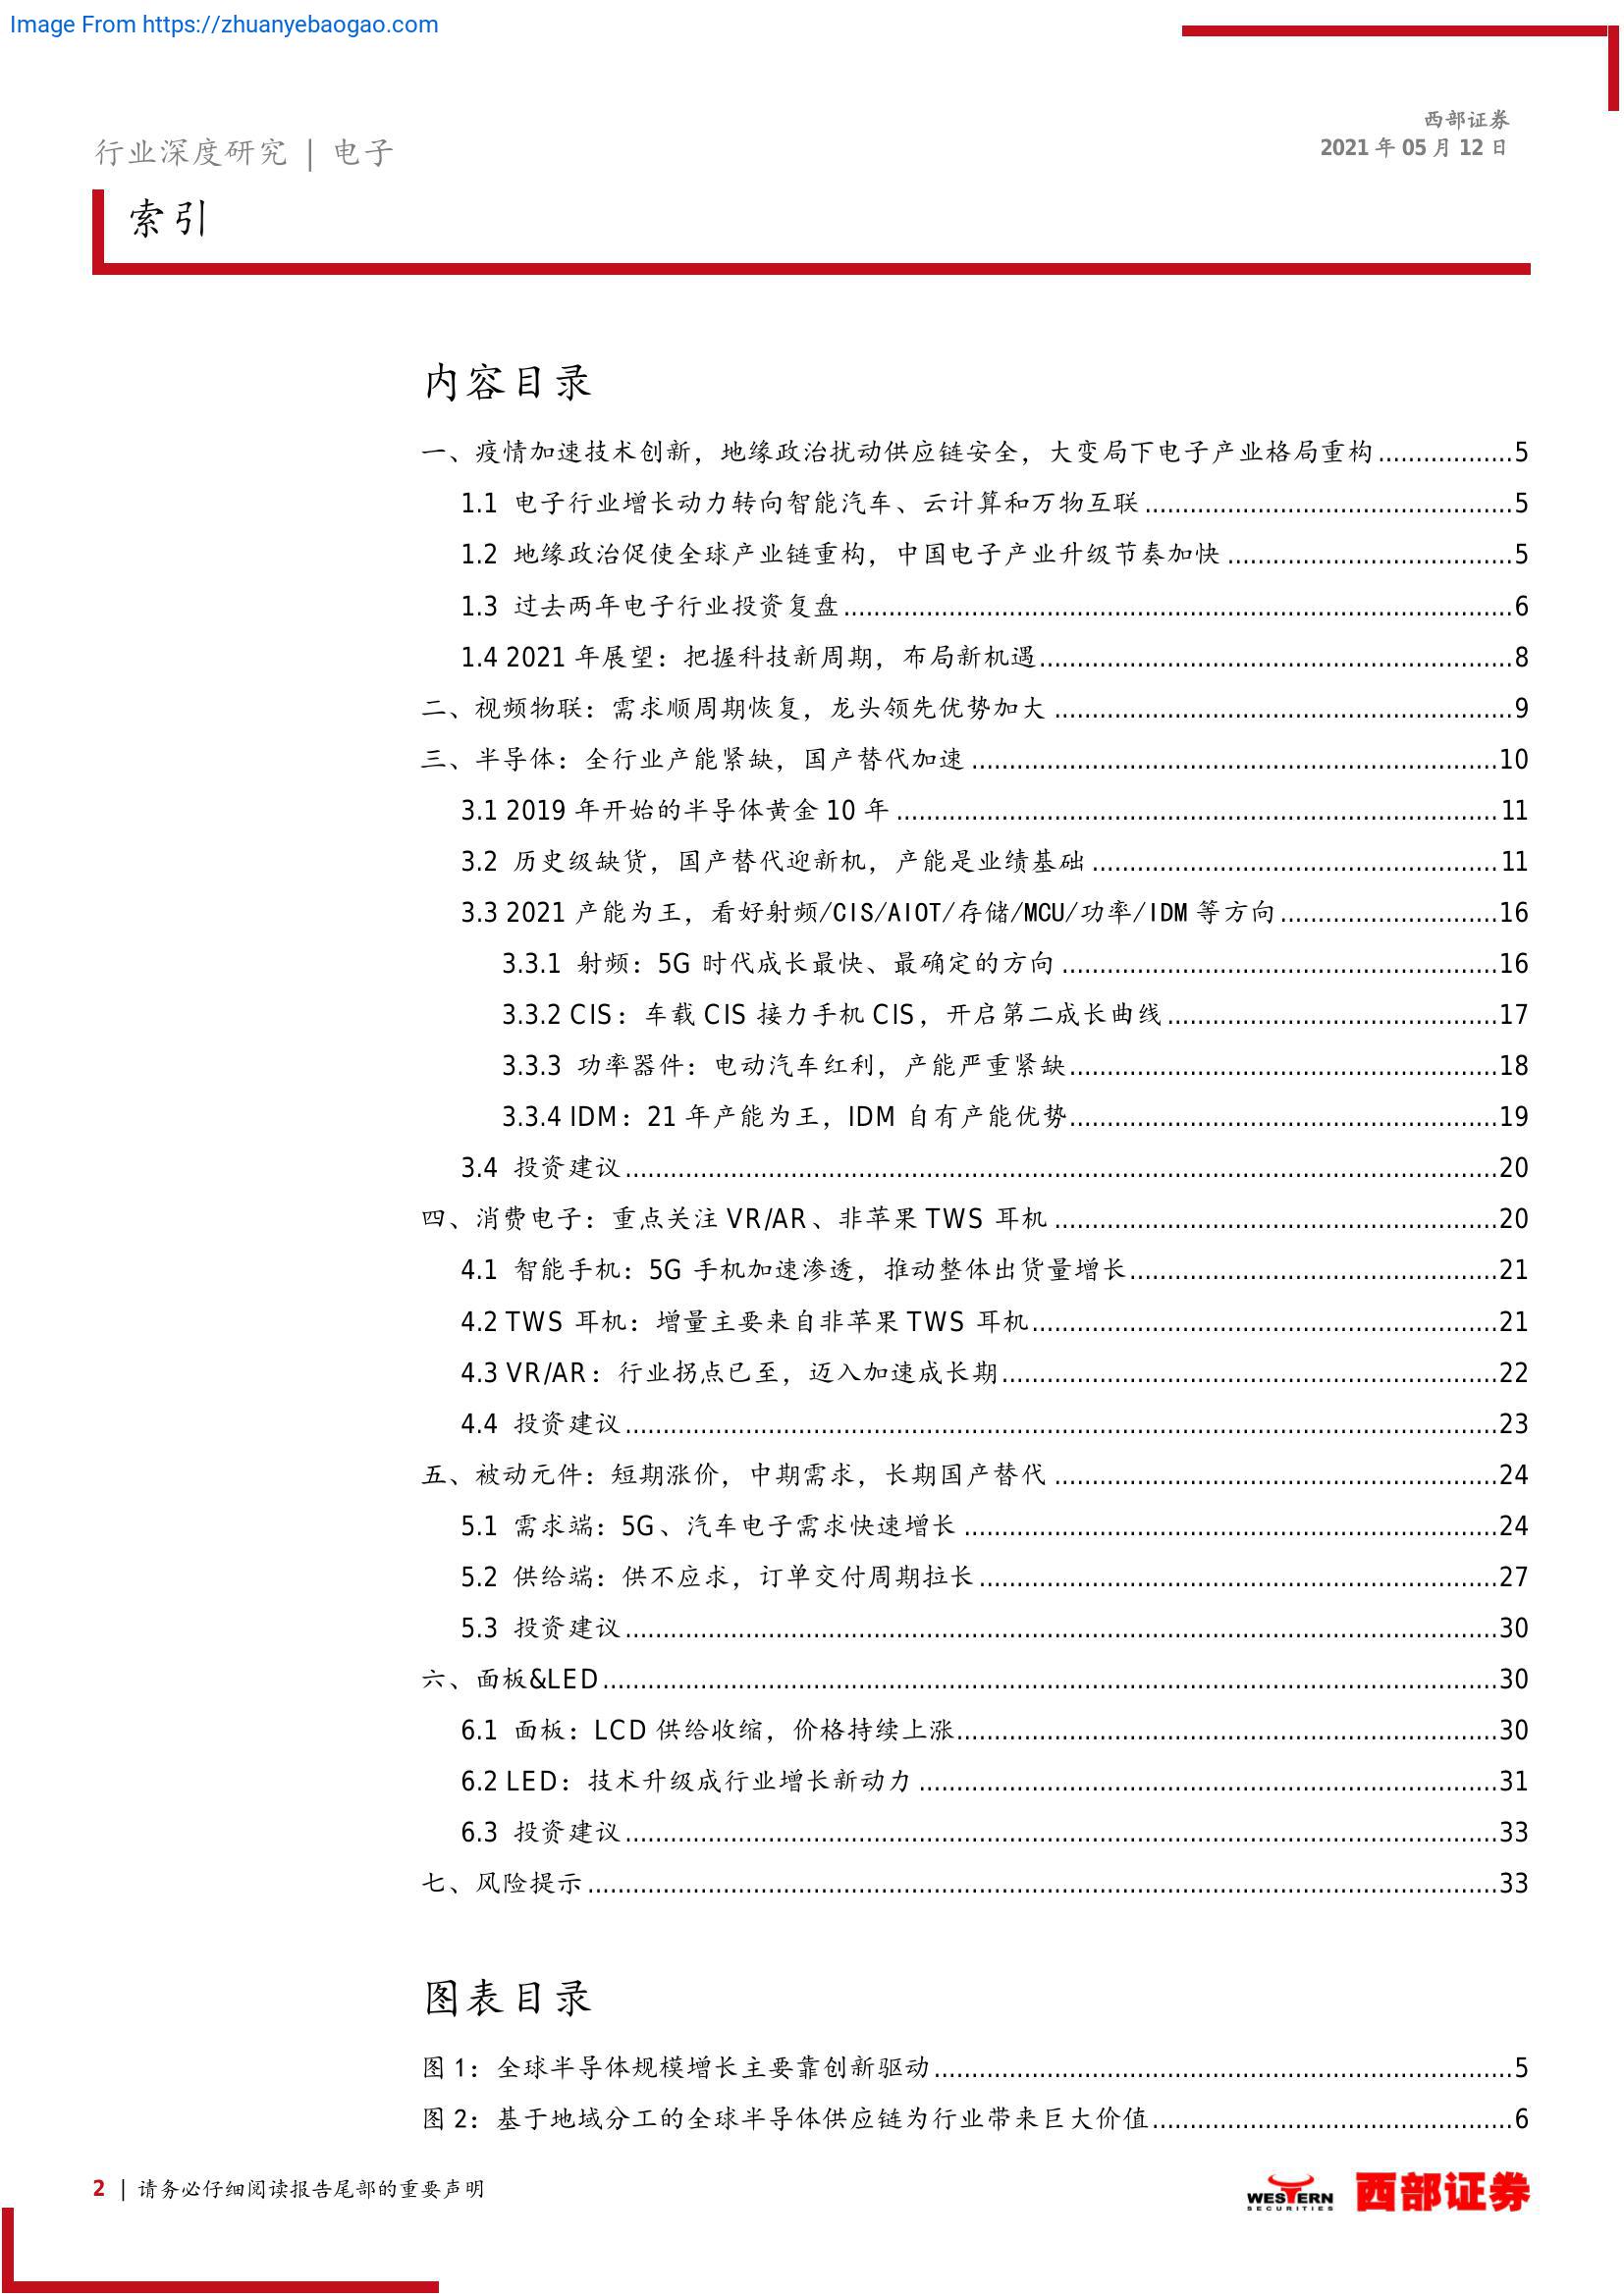 Image From https://zhuanyebaogao.com
西部证券
2021 年 05 月 12 日
行业深度研究 | 电子
索引
内容目录
一、疫情加速技术创新，地缘政治扰动供应链安全，大变局下电子产业格局重构..................5
1.1 电子行业增长动力转向智能汽车、云计算和万物互联..................5
1.2 地缘政治促使全球产业链重构，中国电子产业升级节奏加快..................5
1.3 过去两年电子行业投资复盘..................6
1.4 2021 年展望：把握科技新周期，布局新机遇..................8
二、视频物联：需求顺周期恢复，龙头领先优势加大..................9
三、半导体：全行业产能紧缺，国产替代加速..................10
3.1 2019 年开始的半导体黄金 10 年..................11
3.2 历史级缺货，国产替代迎新机，产能是业绩基础..................11
3.3 2021 产能为王，看好射频/CIS/AIOT/存储/MCU/功率/IDM 等方向..................16
3.3.1 射频：5G 时代成长最快、最确定的方向..................16
3.3.2 CIS：车载 CIS 接力手机 CIS，开启第二成长曲线..................17
3.3.3 功率器件：电动汽车红利，产能严重紧缺..................18
3.3.4 IDM：21 年产能为王，IDM 自有产能优势..................19
3.4 投资建议..................20
四、消费电子：重点关注 VR/AR、非苹果 TWS 耳机..................20
4.1 智能手机：5G 手机加速渗透，推动整体出货量增长..................21
4.2 TWS 耳机：增量主要来自非苹果 TWS 耳机..................21
4.3 VR/AR：行业拐点已至，迈入加速成长期..................22
4.4 投资建议..................23
五、被动元件：短期涨价，中期需求，长期国产替代..................24
5.1 需求端：5G、汽车电子需求快速增长..................24
5.2 供给端：供不应求，订单交付周期拉长..................27
5.3 投资建议..................30
六、面板&LED..................30
6.1 面板：LCD 供给收缩，价格持续上涨..................30
6.2 LED：技术升级成行业增长新动力..................31
6.3 投资建议..................33
七、风险提示..................33
图表目录
图 1：全球半导体规模增长主要靠创新驱动..................5
图 2：基于地域分工的全球半导体供应链为行业带来巨大价值..................6
2 | 请务必仔细阅读报告尾部的重要声明
WESTERN
SECURITIES
西部证券